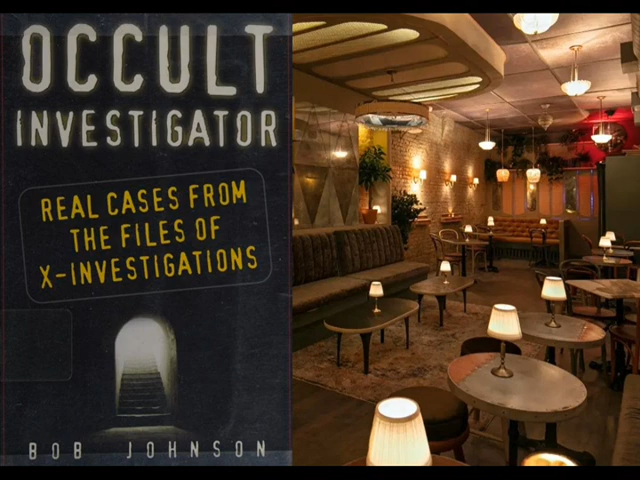 OCCULT
INVESTIGATOR
REAL CASES FROM
THE FILES OF
X-INVESTIGATIONS
BOB JOHNSON